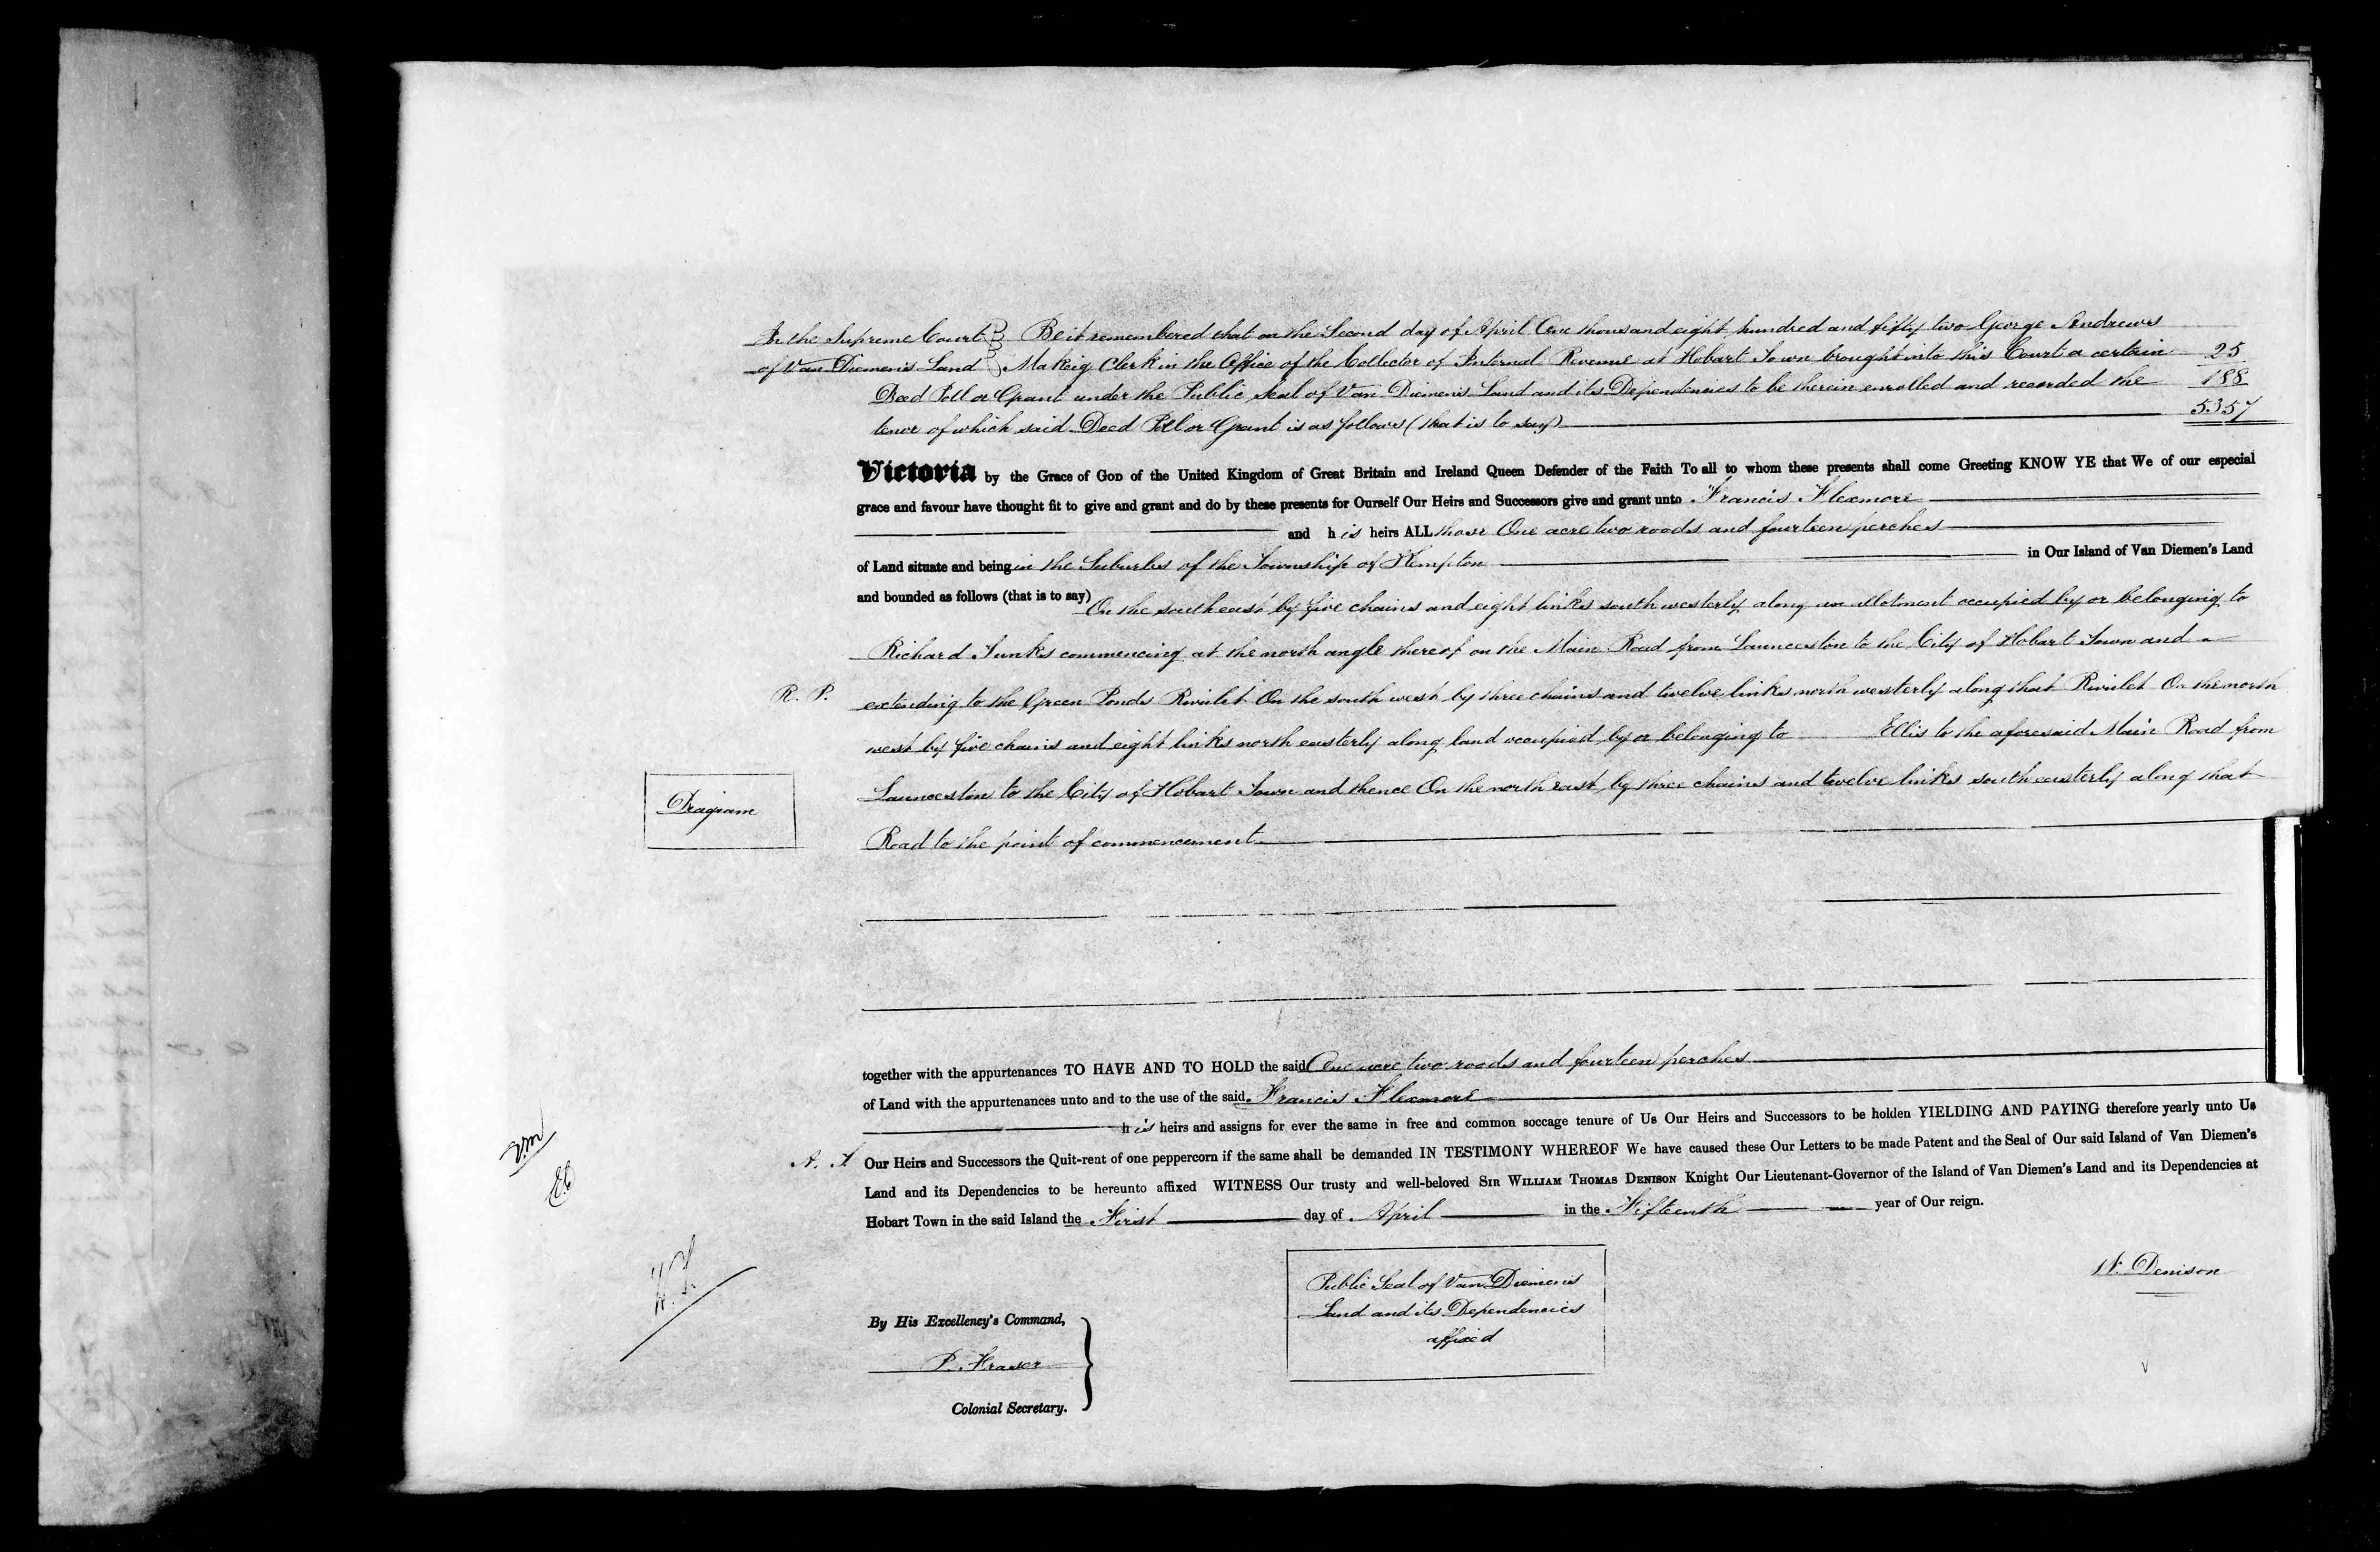 In the Supreme Court Be it remembered that on the Second day of April One thousand eight hundred and fifty two George Andrews
of Van Diemen's Land Makeig Clerk in the Office of the Collector of Internal Revenue at Hobart Town brought into this Court a certain 25
Deed Poll or Grant under the Public Seal of Van Diemen's Land and its Dependencies to be therein enrolled and recorded the 188
tenor of which said Deed Poll or Grant is as follows (that is to say) 5357
Victoria by the Grace of God of the United Kingdom of Great Britain and Ireland Queen Defender of the Faith To all to whom these presents shall come Greeting KNOW YE that We of our especial
grace and favour have thought fit to give and grant and do by these presents for Ourself Our Heirs and Successors give and grant unto Francis Flexmore
and his heirs ALL those One acre two roods and fourteen perches
of Land situate and being in the Suburbs of the Township of Kempton in Our Island of Van Diemen's Land
and bounded as follows (that is to say) On the south east by five chains and eight links south westerly along an allotment occupied by or belonging to
Richard Junks commencing at the north angle thereof on the Main Road from Launceston to the City of Hobart Town and
R. P. extending to the Green Ponds Rivulet On the south west by three chains and twelve links north westerly along that Rivulet On the north
west by five chains and eight links north easterly along land occupied by or belonging to Ellis to the aforesaid Main Road from
Diagram Launceston to the City of Hobart Town and thence On the north east by three chains and twelve links south easterly along that
Road to the point of commencement
together with the appurtenances TO HAVE AND TO HOLD the said One acre two roods and fourteen perches
of Land with the appurtenances unto and to the use of the said Francis Flexmore
his heirs and assigns for ever the same in free and common soccage tenure of Us Our Heirs and Successors to be holden YIELDING AND PAYING therefore yearly unto Us
Our Heirs and Successors the Quit-rent of one peppercorn if the same shall be demanded IN TESTIMONY WHEREOF We have caused these Our Letters to be made Patent and the Seal of Our said Island of Van Diemen's
Land and its Dependencies to be hereunto affixed WITNESS Our trusty and well-beloved SIR WILLIAM THOMAS DENISON Knight Our Lieutenant-Governor of the Island of Van Diemen's Land and its Dependencies at
Hobart Town in the said Island the First day of April in the Fifteenth year of Our reign.
W. Denison
Public Seal of Van Diemen's
Land and its Dependencies
affixed
By His Excellency's Command,
P. Fraser
Colonial Secretary.